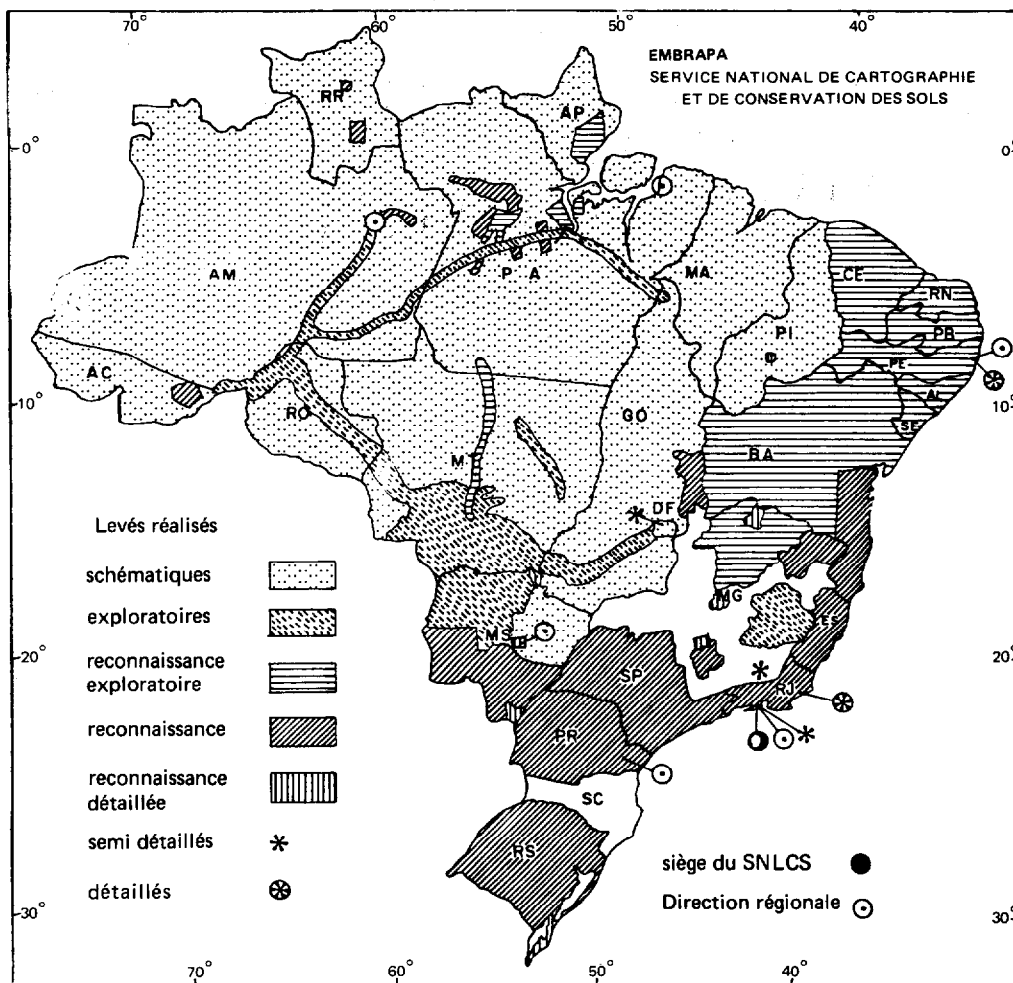 70° 60° 50° 40°
EMBRAPA
SERVICE NATIONAL DE CARTOGRAPHIE
ET DE CONSERVATION DES SOLS
RR
AP
0° 0°
AM
P A
MA
CE
RN
PI
PB
AC
PE
10° 10°
RO
GO
AL
SE
M
BA
DF
Levés réalisés
schématiques
exploratoires
reconnaissance
exploratoire
reconnaissance
reconnaissance
détaillée
semi détaillés
détaillés
MG
MS
ES
20° 20°
SP
RJ
PR
SC
RS
siège du SNLCS
Direction régionale
30° 30°
70° 60° 50° 40°